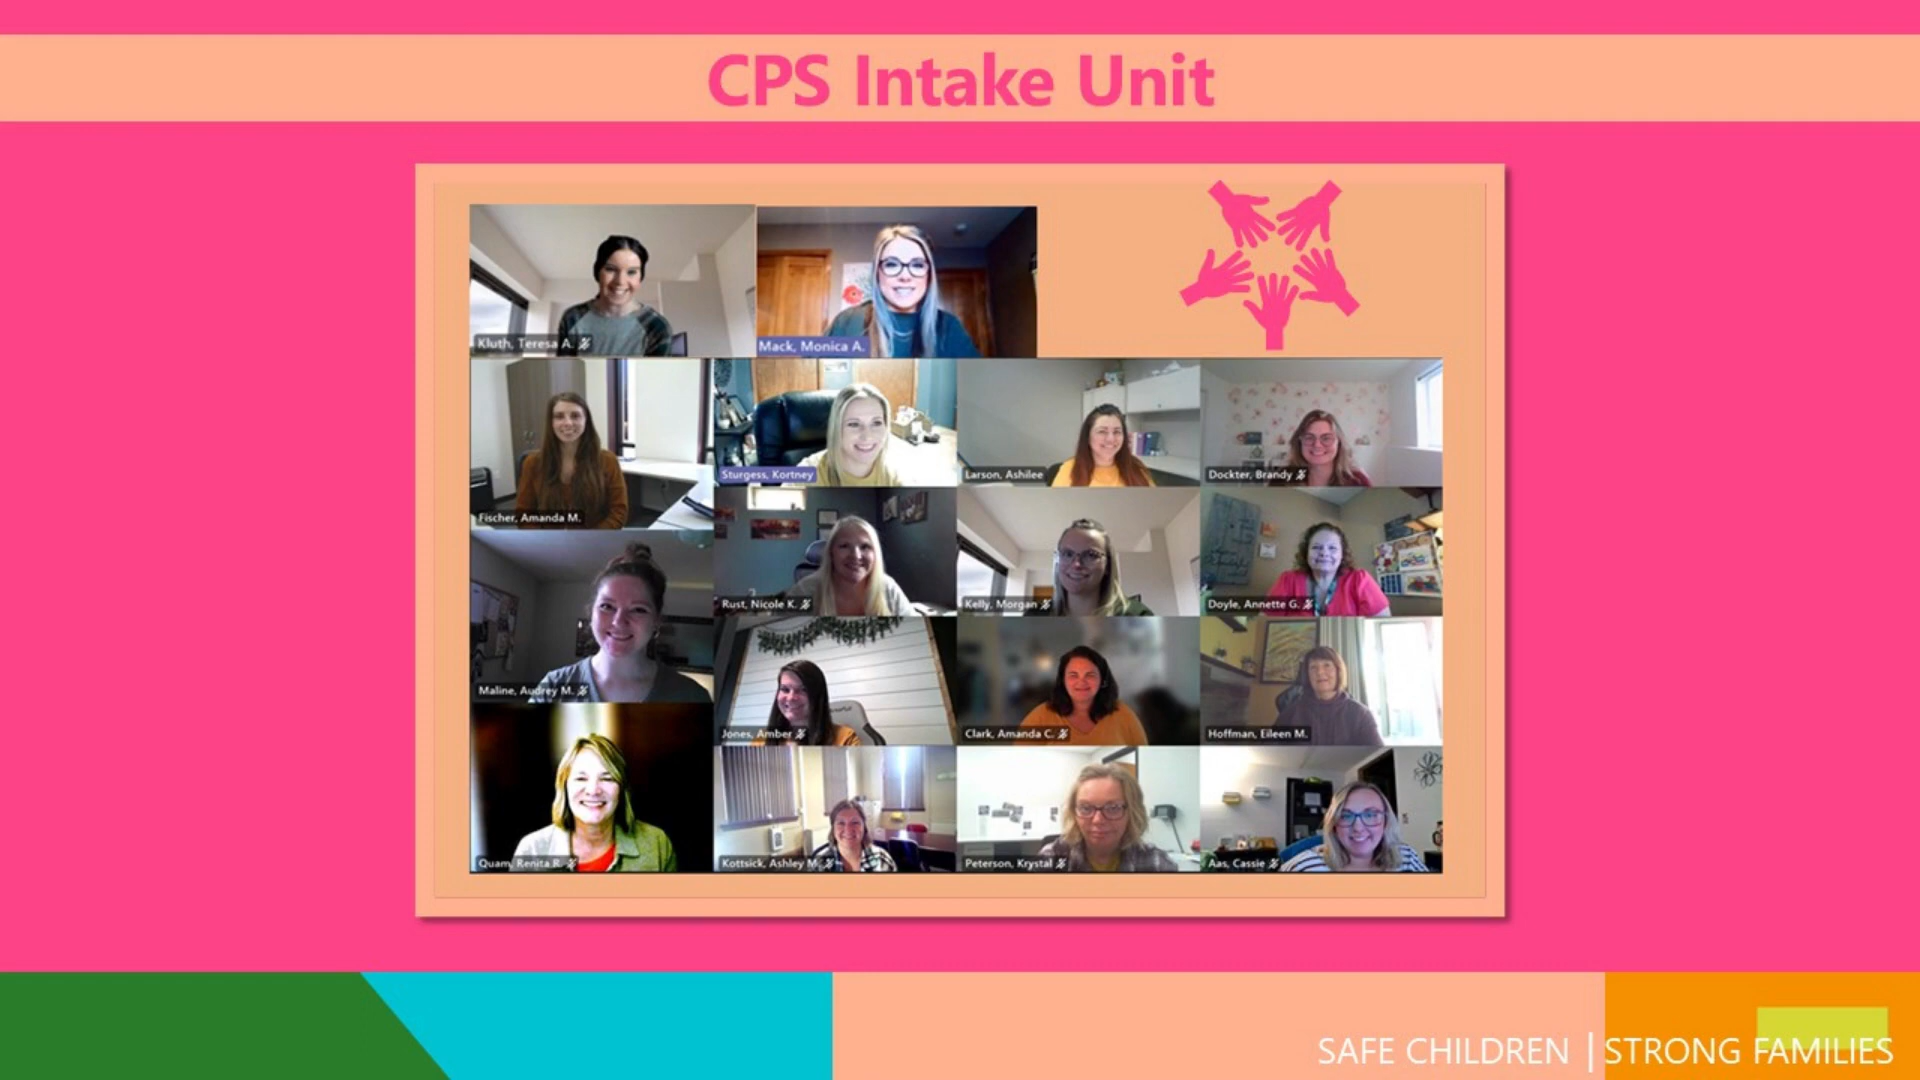 CPS Intake Unit
Kluth, Teresa A.
Mack, Monica A.
Fischer, Amanda M.
Sturgess, Kortney
Larson, Ashilee
Dockter, Brandy
Maline, Audrey M.
Rust, Nicole K.
Kelly, Morgan
Doyle, Annette G.
Jones, Amber
Clark, Amanda C.
Hoffman, Eileen M.
Quam, Renita R.
Kottsick, Ashley M.
Peterson, Krystal
Aas, Cassie
SAFE CHILDREN | STRONG FAMILIES